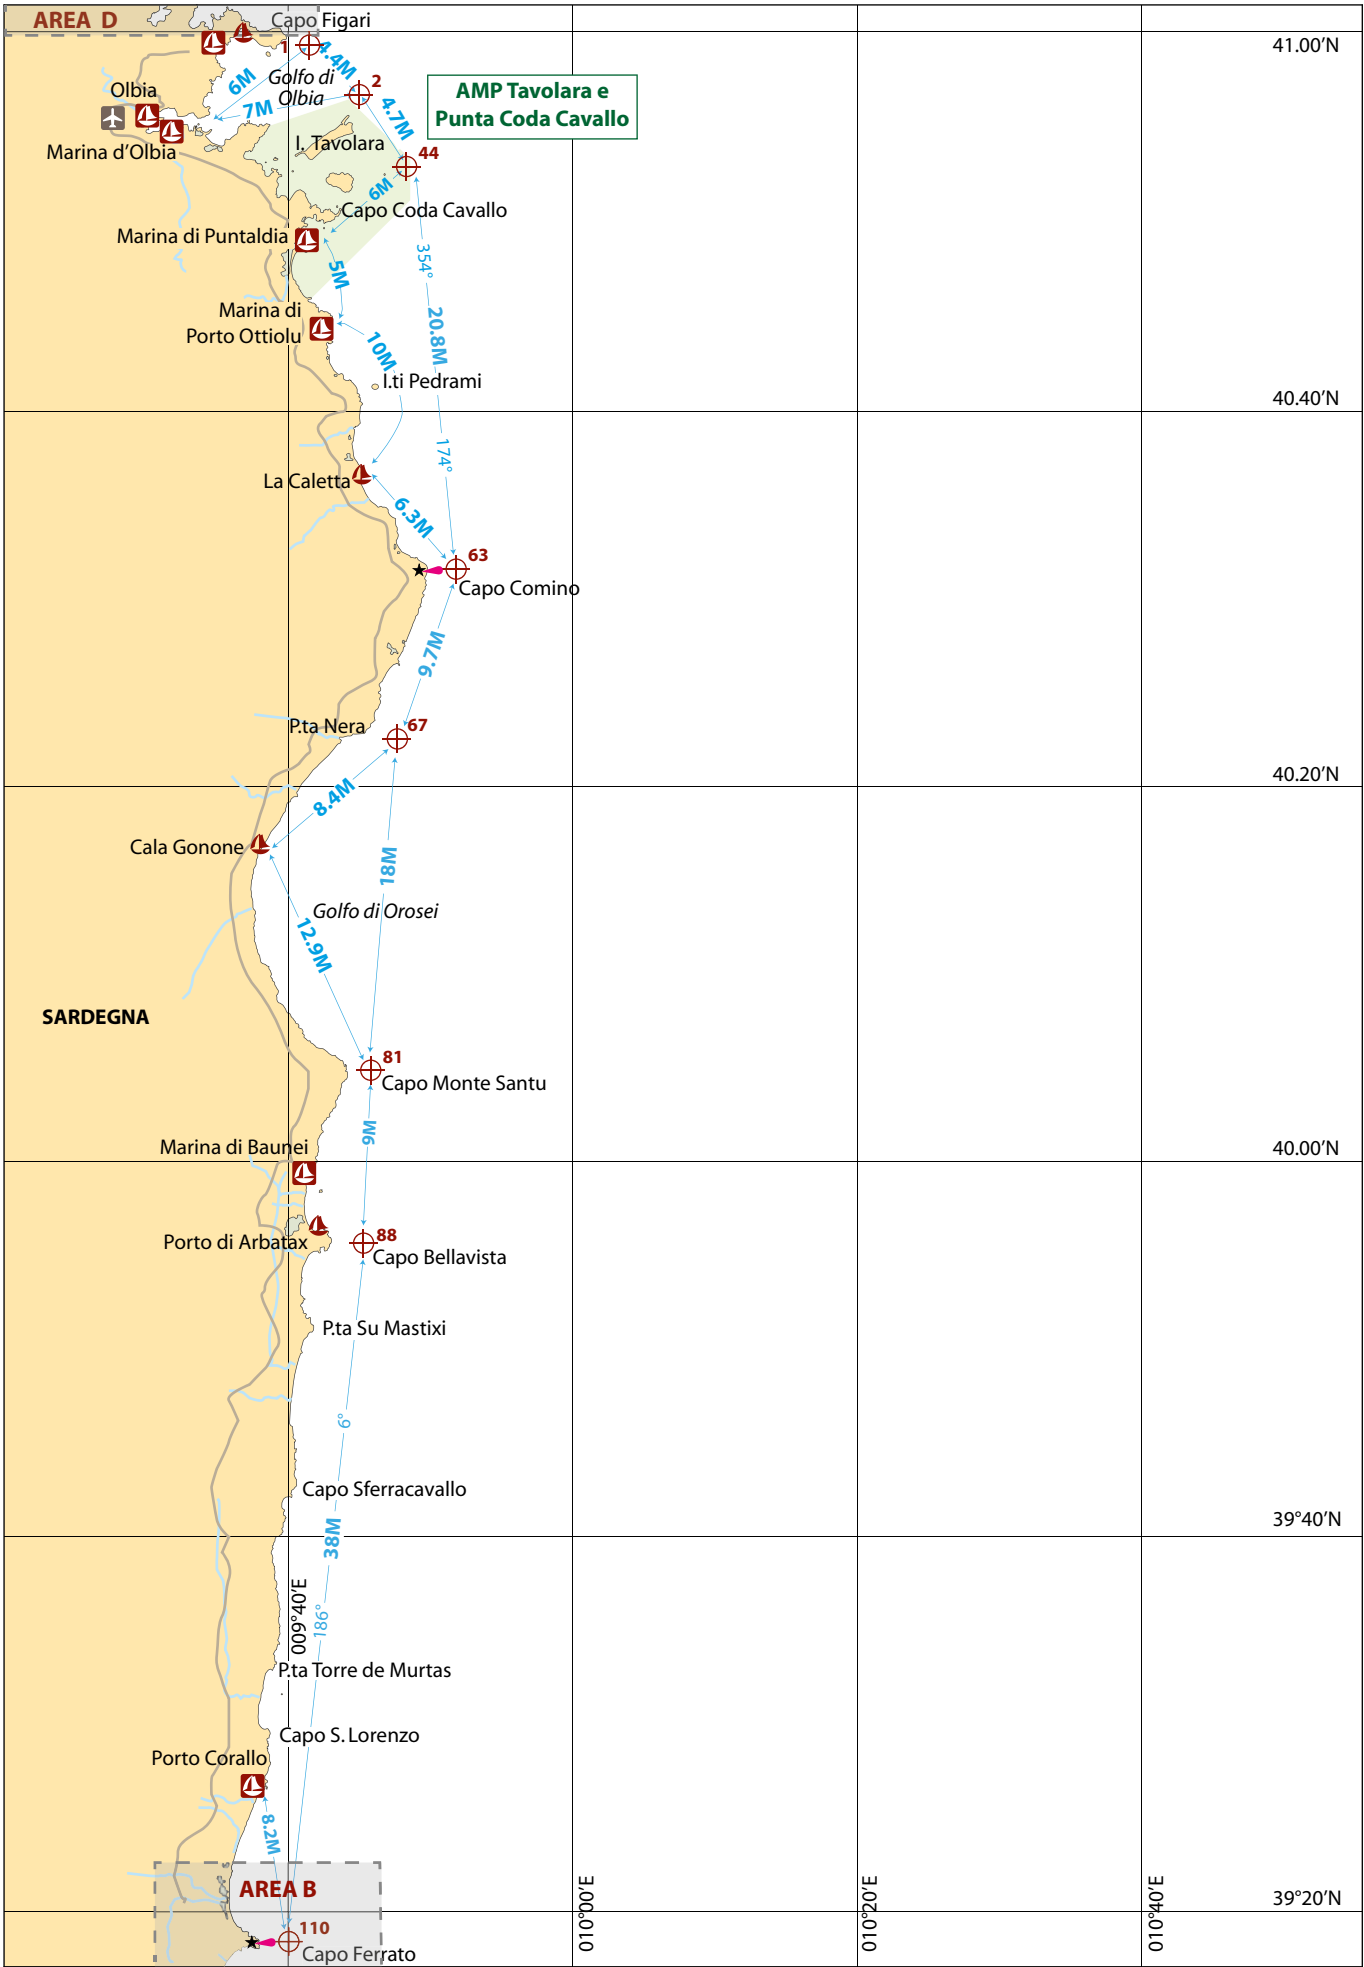 AREA D
Capo Figari
41.00'N
1
4.4M
6M
Golfo di
Olbia
2
7M
4.7M
AMP Tavolara e
Punta Coda Cavallo
Olbia
Marina d'Olbia
I. Tavolara
44
6M
Capo Coda Cavallo
Marina di Puntaldia
5M
354°
Marina di
Porto Ottiolu
20.8M
10M
I.ti Pedrami
40.40'N
174°
La Caletta
6.3M
63
Capo Comino
9.7M
P.ta Nera
67
40.20'N
8.4M
Cala Gonone
18M
Golfo di Orosei
12.9M
SARDEGNA
81
Capo Monte Santu
9M
Marina di Baunei
40.00'N
Porto di Arbatax
88
Capo Bellavista
P.ta Su Mastixi
6°
Capo Sferracavallo
38M
39°40'N
009°40'E
186°
P.ta Torre de Murtas
Capo S. Lorenzo
Porto Corallo
8.2M
AREA B
010°00'E
010°20'E
010°40'E
39°20'N
110
Capo Ferrato